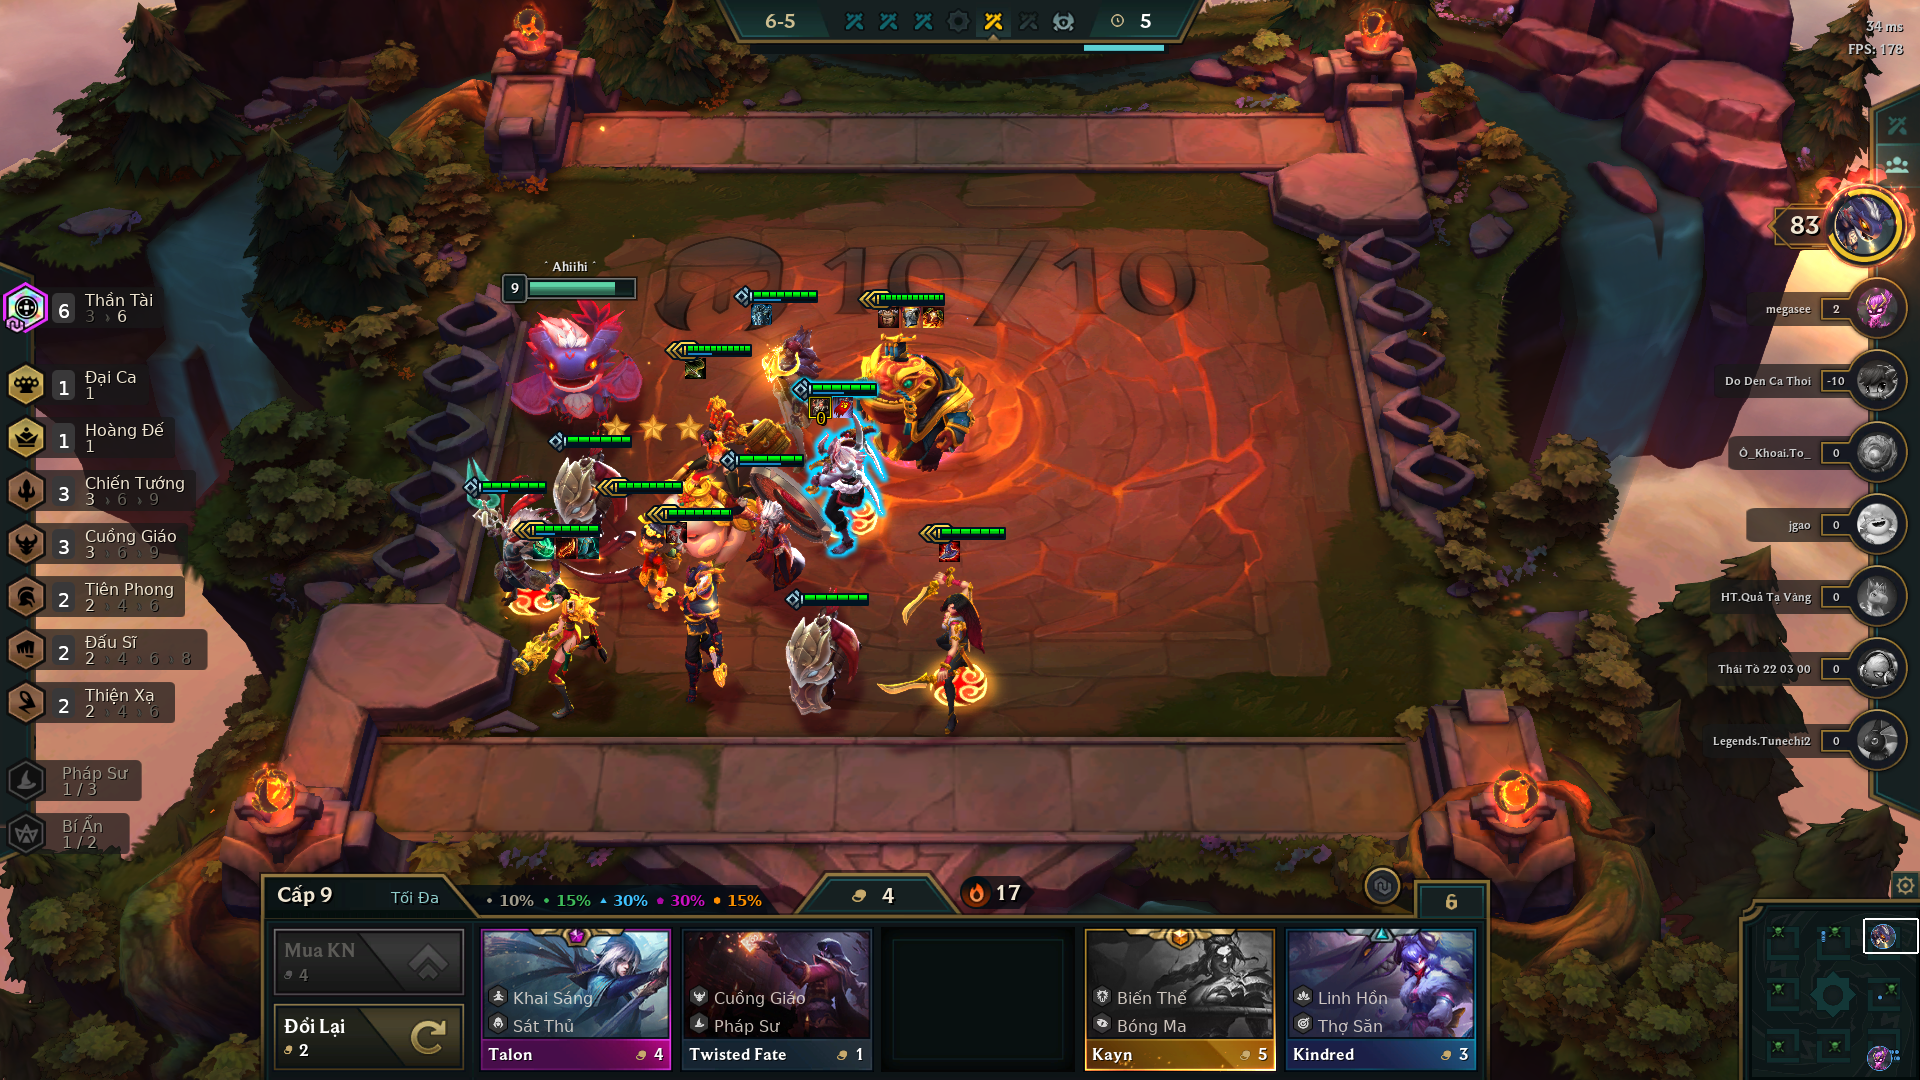 6-5
5
34 ms
FPS: 178
10/10
Ahiihi
9
83
megasee 2
Do Den Ca Thoi -10
Ô_Khoai.To_ 0
jgao 0
HT.Quả Tạ Vàng 0
Thái Tò 22 03 00 0
Legends.Tunechi2 0
6 Thần Tài
3 › 6
1 Đại Ca
1
1 Hoàng Đế
1
3 Chiến Tướng
3 › 6 › 9
3 Cuồng Giáo
3 › 6 › 9
2 Tiên Phong
2 › 4 › 6
2 Đấu Sĩ
2 › 4 › 6 › 8
2 Thiện Xạ
2 › 4 › 6
Pháp Sư
1 / 3
Bí Ẩn
1 / 2
0
Cấp 9 Tối Đa
10% 15% 30% 30% 15%
4
17
6
Mua KN
4
Đổi Lại
2
Khai Sáng
Sát Thủ
Talon 4
Cuồng Giáo
Pháp Sư
Twisted Fate 1
Biến Thể
Bóng Ma
Kayn 5
Linh Hồn
Thợ Săn
Kindred 3